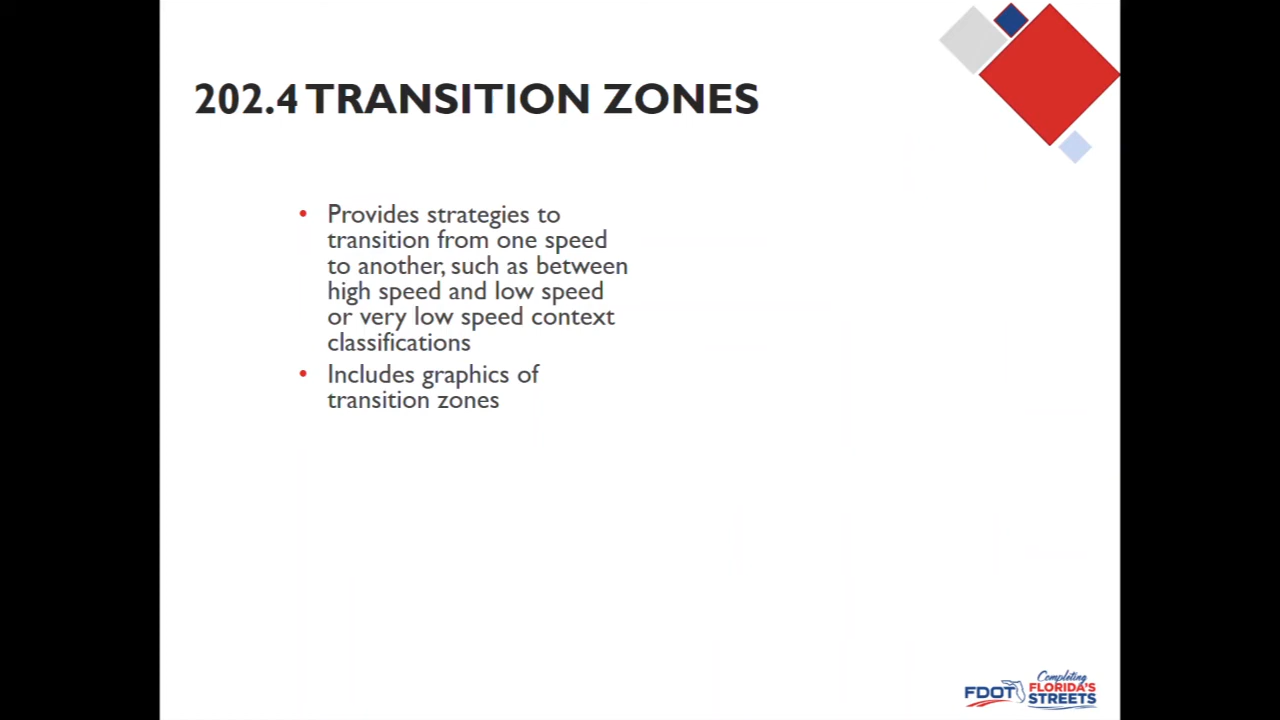 202.4 TRANSITION ZONES
• Provides strategies to
transition from one speed
to another, such as between
high speed and low speed
or very low speed context
classifications
• Includes graphics of
transition zones
Completing
FDOT FLORIDA'S
STREETS